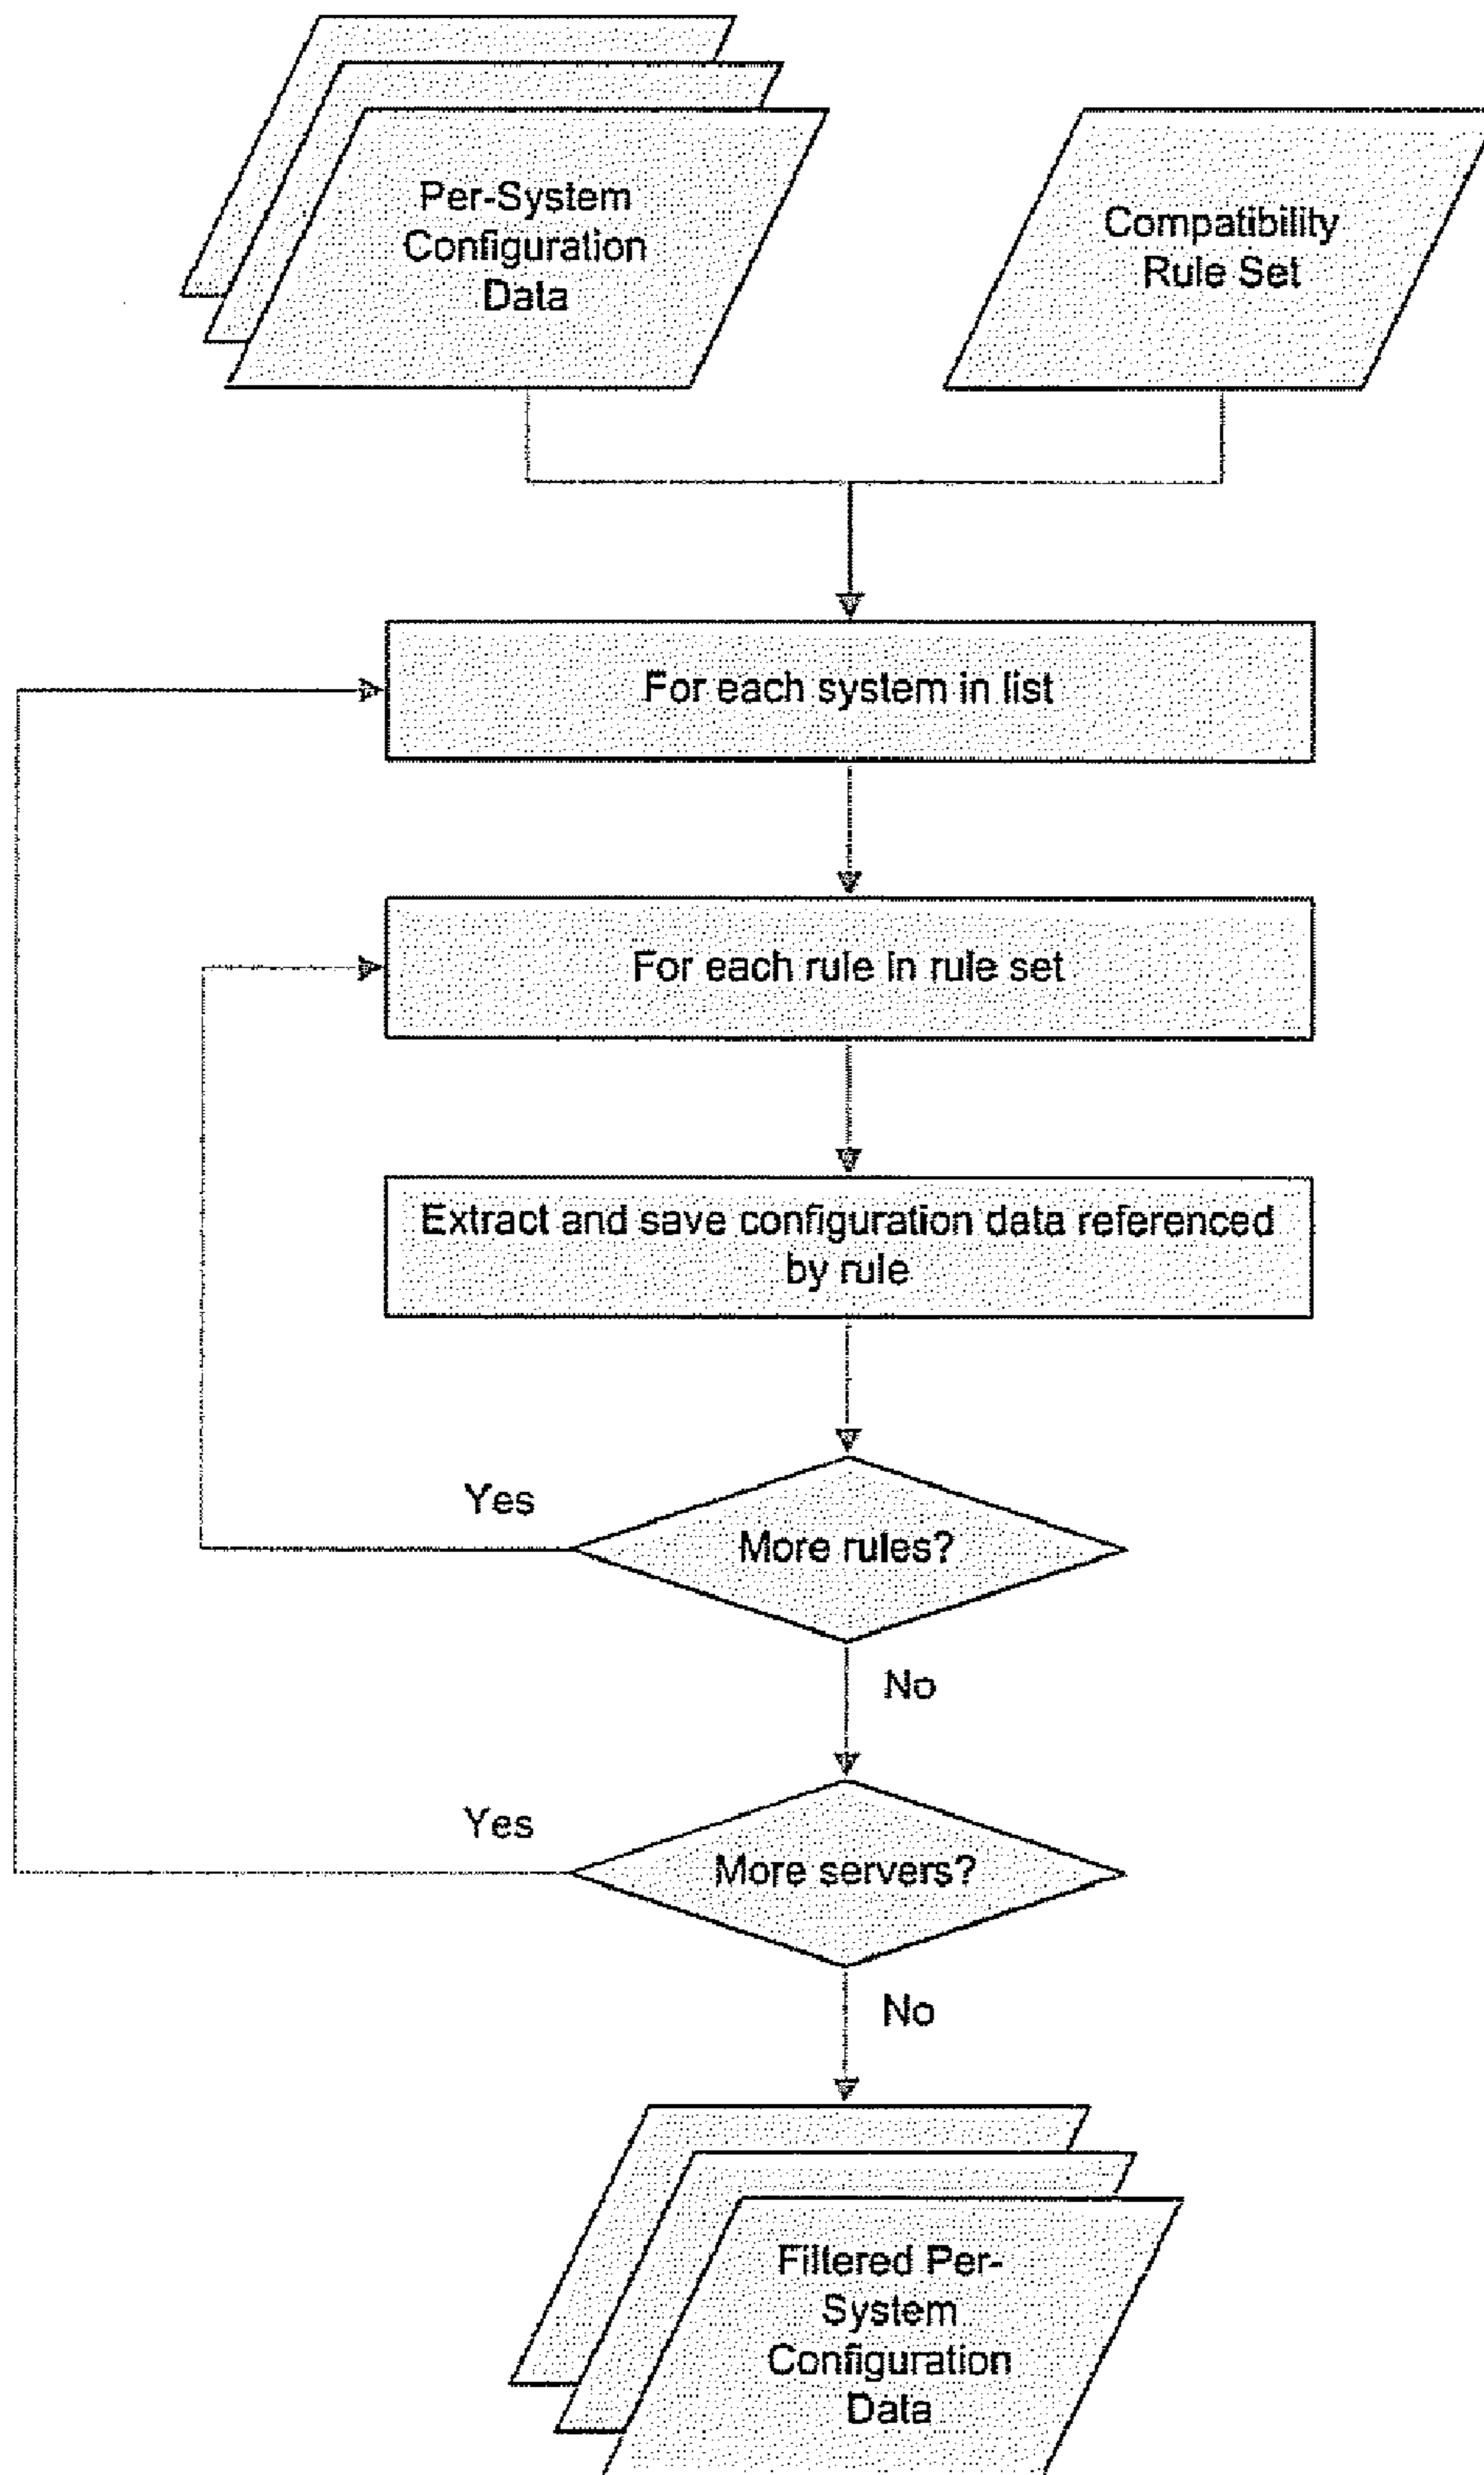 Per-System
Configuration
Data
Compatibility
Rule Set
For each system in list
For each rule in rule set
Extract and save configuration data referenced
by rule
Yes
More rules?
No
Yes
More servers?
No
Filtered Per-
System
Configuration
Data